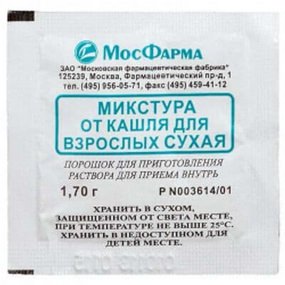 МосФарма
ЗАО "Московская фармацевтическая фабрика"
125239, Москва, Фармацевтический пр-д, 1
тел. (495) 956-05-71, факс (495) 459-41-12
МИКСТУРА
ОТ КАШЛЯ ДЛЯ
ВЗРОСЛЫХ СУХАЯ
ПОРОШОК ДЛЯ ПРИГОТОВЛЕНИЯ
РАСТВОРА ДЛЯ ПРИЕМА ВНУТРЬ
1,70 г Р N003614/01
ХРАНИТЬ В СУХОМ,
ЗАЩИЩЕННОМ ОТ СВЕТА МЕСТЕ,
ПРИ ТЕМПЕРАТУРЕ НЕ ВЫШЕ 25°С.
ХРАНИТЬ В НЕДОСТУПНОМ ДЛЯ
ДЕТЕЙ МЕСТЕ.